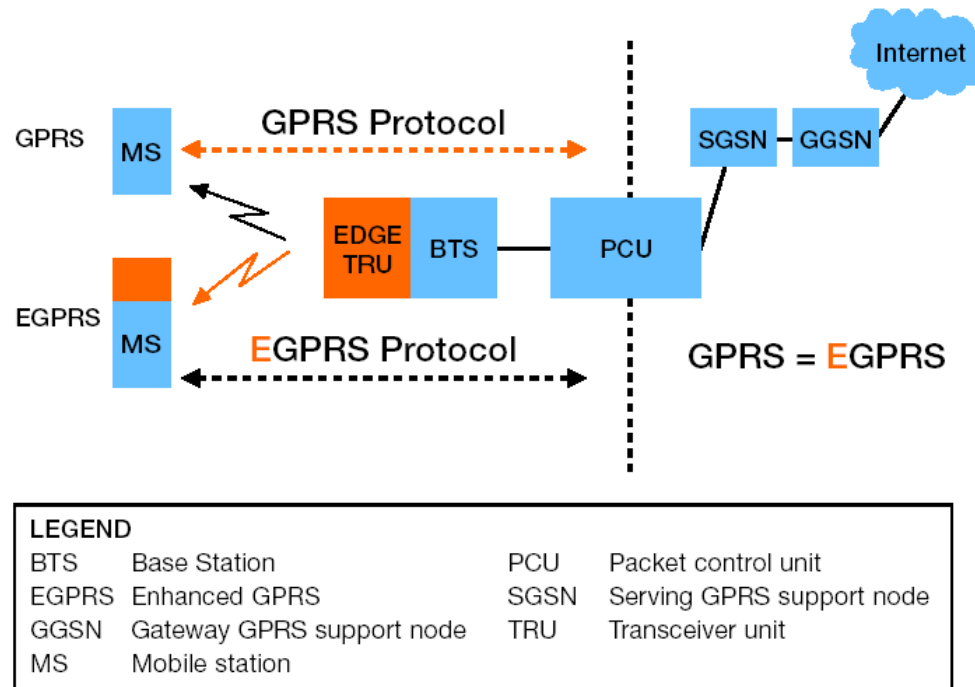 Internet
GPRS
MS
GPRS Protocol
SGSN
GGSN
EDGE
TRU
BTS
PCU
EGPRS
MS
EGPRS Protocol
GPRS = EGPRS
LEGEND
BTS Base Station
PCU Packet control unit
EGPRS Enhanced GPRS
SGSN Serving GPRS support node
GGSN Gateway GPRS support node
TRU Transceiver unit
MS Mobile station